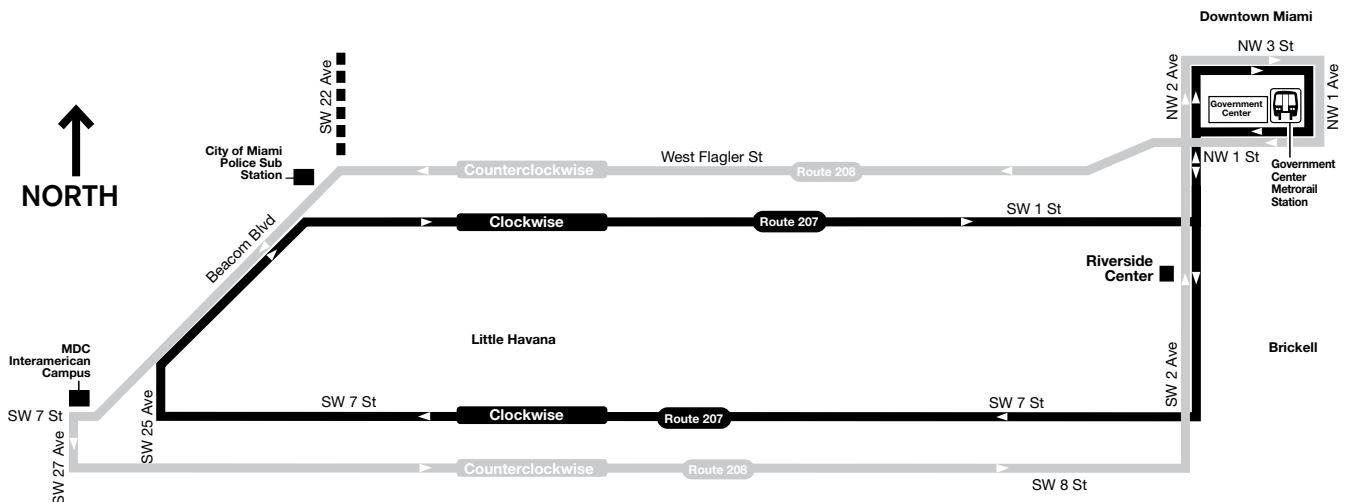 Downtown Miami
NW 3 St
NW 2 Ave
Government
Center
NW 1 Ave
NW 1 St
Government
Center
Metrorail
Station
SW 22 Ave
NORTH
City of Miami
Police Sub
Station
West Flagler St
Counterclockwise
Route 208
Beacom Blvd
Clockwise
Route 207
SW 1 St
Riverside
Center
Little Havana
Brickell
MDC
Interamerican
Campus
SW 7 St
SW 25 Ave
SW 7 St
Clockwise
Route 207
SW 7 St
SW 2 Ave
SW 27 Ave
Counterclockwise
Route 208
SW 8 St